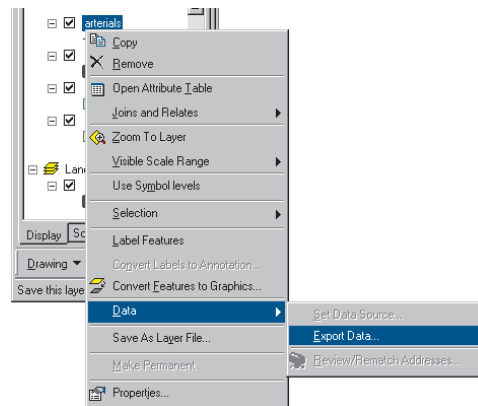 arterials
Copy
Remove
Open Attribute Table
Joins and Relates
Zoom To Layer
Visible Scale Range
Use Symbol levels
Selection
Label Features
Convert Labels to Annotation...
Convert Features to Graphics...
Data
Save As Layer File...
Make Permanent
Properties...
Set Data Source...
Export Data...
Review/Rematch Addresses...
Lan
Display
So
Drawing
Save this laye